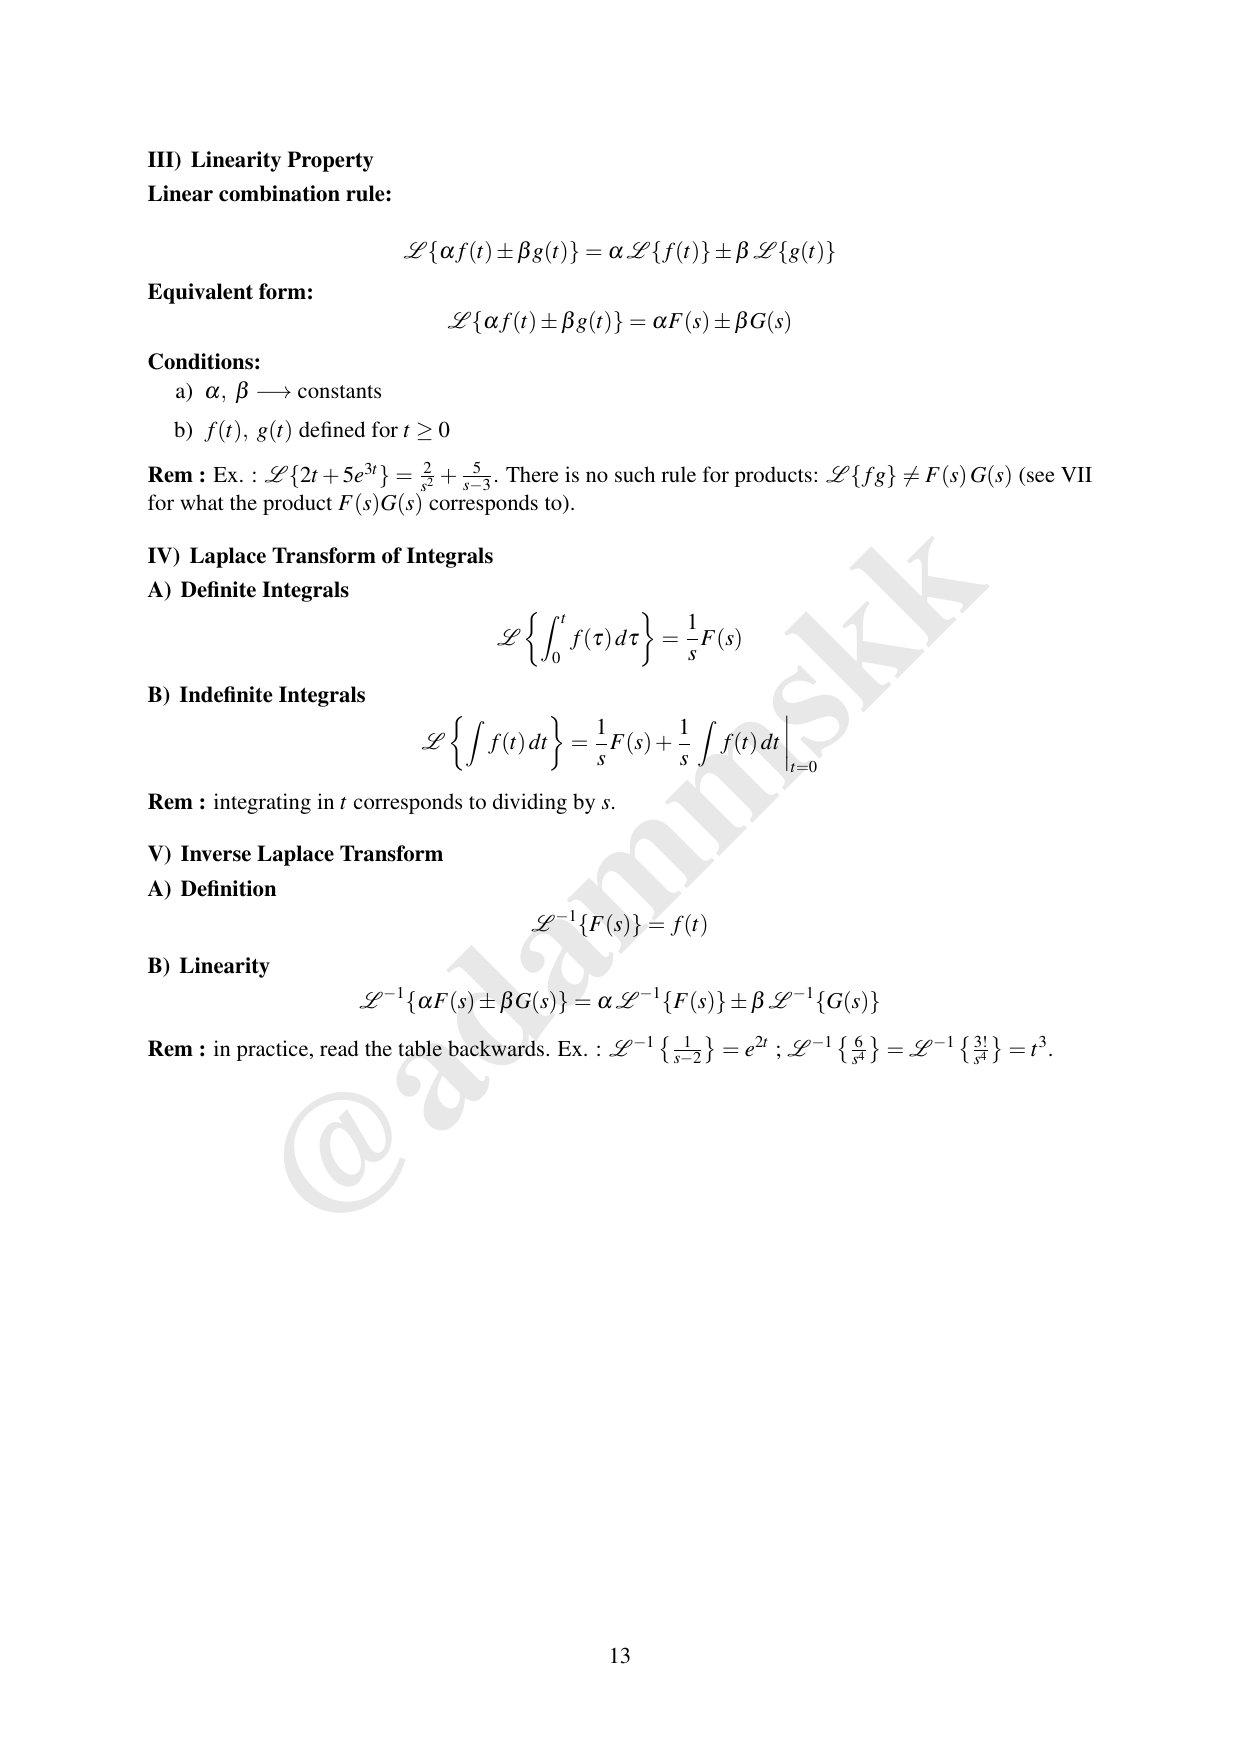 III) Linearity Property
Linear combination rule:
ℒ{αf(t) ± βg(t)} = αℒ{f(t)} ± βℒ{g(t)}
Equivalent form:
ℒ{αf(t) ± βg(t)} = αF(s) ± βG(s)
Conditions:
a) α, β ⟶ constants
b) f(t), g(t) defined for t ≥ 0
Rem : Ex. : ℒ{2t + 5e^{3t}} = 2/s² + 5/(s−3). There is no such rule for products: ℒ{fg} ≠ F(s)G(s) (see VII
for what the product F(s)G(s) corresponds to).
IV) Laplace Transform of Integrals
A) Definite Integrals
ℒ{∫₀ᵗ f(τ)dτ} = 1/s F(s)
B) Indefinite Integrals
ℒ{∫ f(t)dt} = 1/s F(s) + 1/s ∫ f(t)dt |_{t=0}
Rem : integrating in t corresponds to dividing by s.
V) Inverse Laplace Transform
A) Definition
ℒ⁻¹{F(s)} = f(t)
B) Linearity
ℒ⁻¹{αF(s) ± βG(s)} = αℒ⁻¹{F(s)} ± βℒ⁻¹{G(s)}
Rem : in practice, read the table backwards. Ex. : ℒ⁻¹{1/(s−2)} = e^{2t} ; ℒ⁻¹{6/s⁴} = ℒ⁻¹{3!/s⁴} = t³.
@adammskk
13